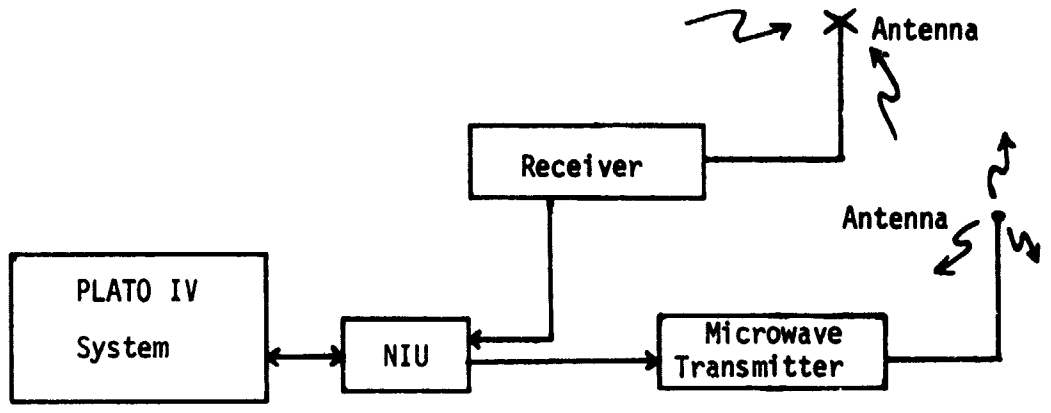 Antenna
Receiver
Antenna
PLATO IV
System
NIU
Microwave
Transmitter